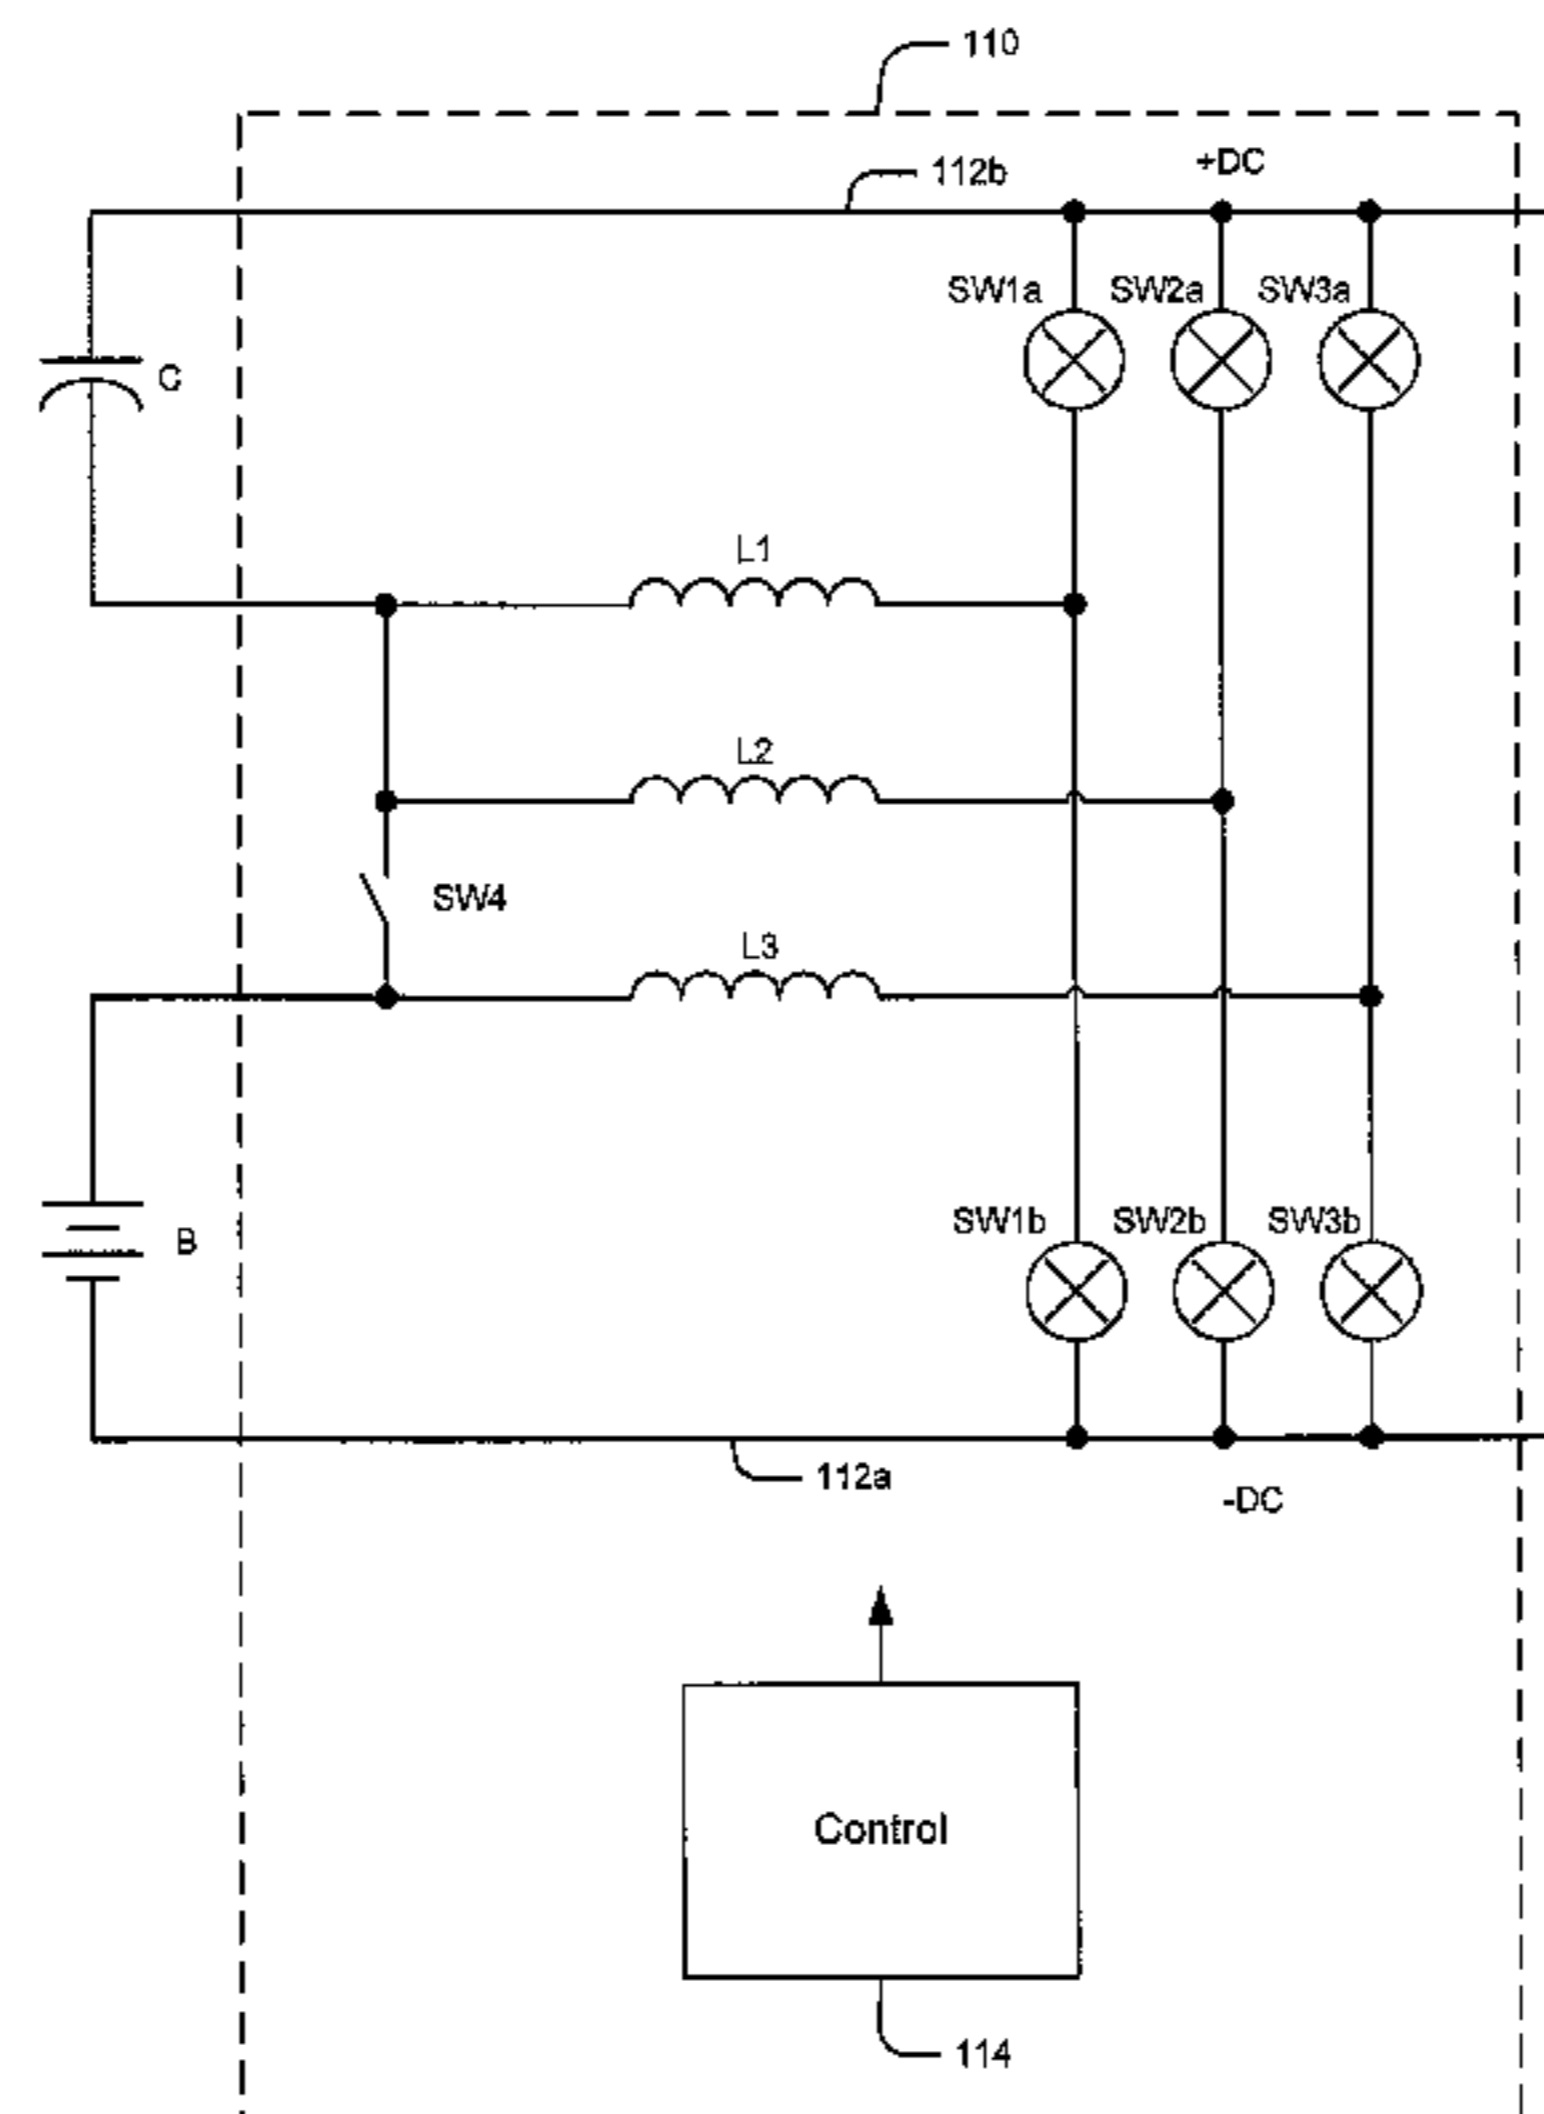 110
112b
+DC
SW1a
SW2a
SW3a
C
L1
L2
SW4
L3
SW1b
SW2b
SW3b
B
112a
-DC
Control
114